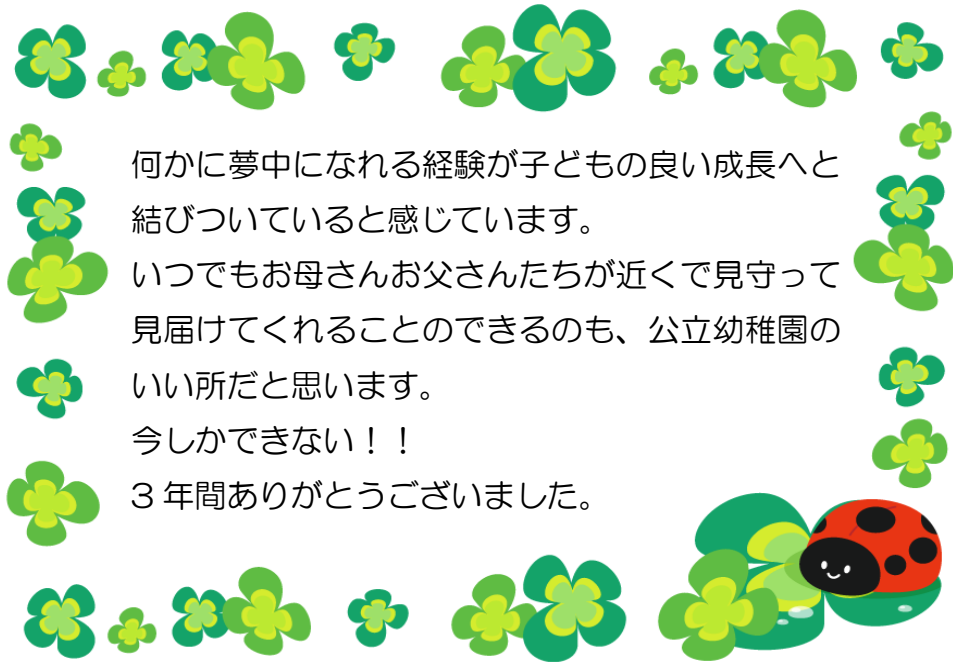 何かに夢中になれる経験が子どもの良い成長へと
結びついていると感じています。
いつでもお母さんお父さんたちが近くで見守って
見届けてくれることのできるのも、公立幼稚園の
いい所だと思います。
今しかできない！！
3 年間ありがとうございました。